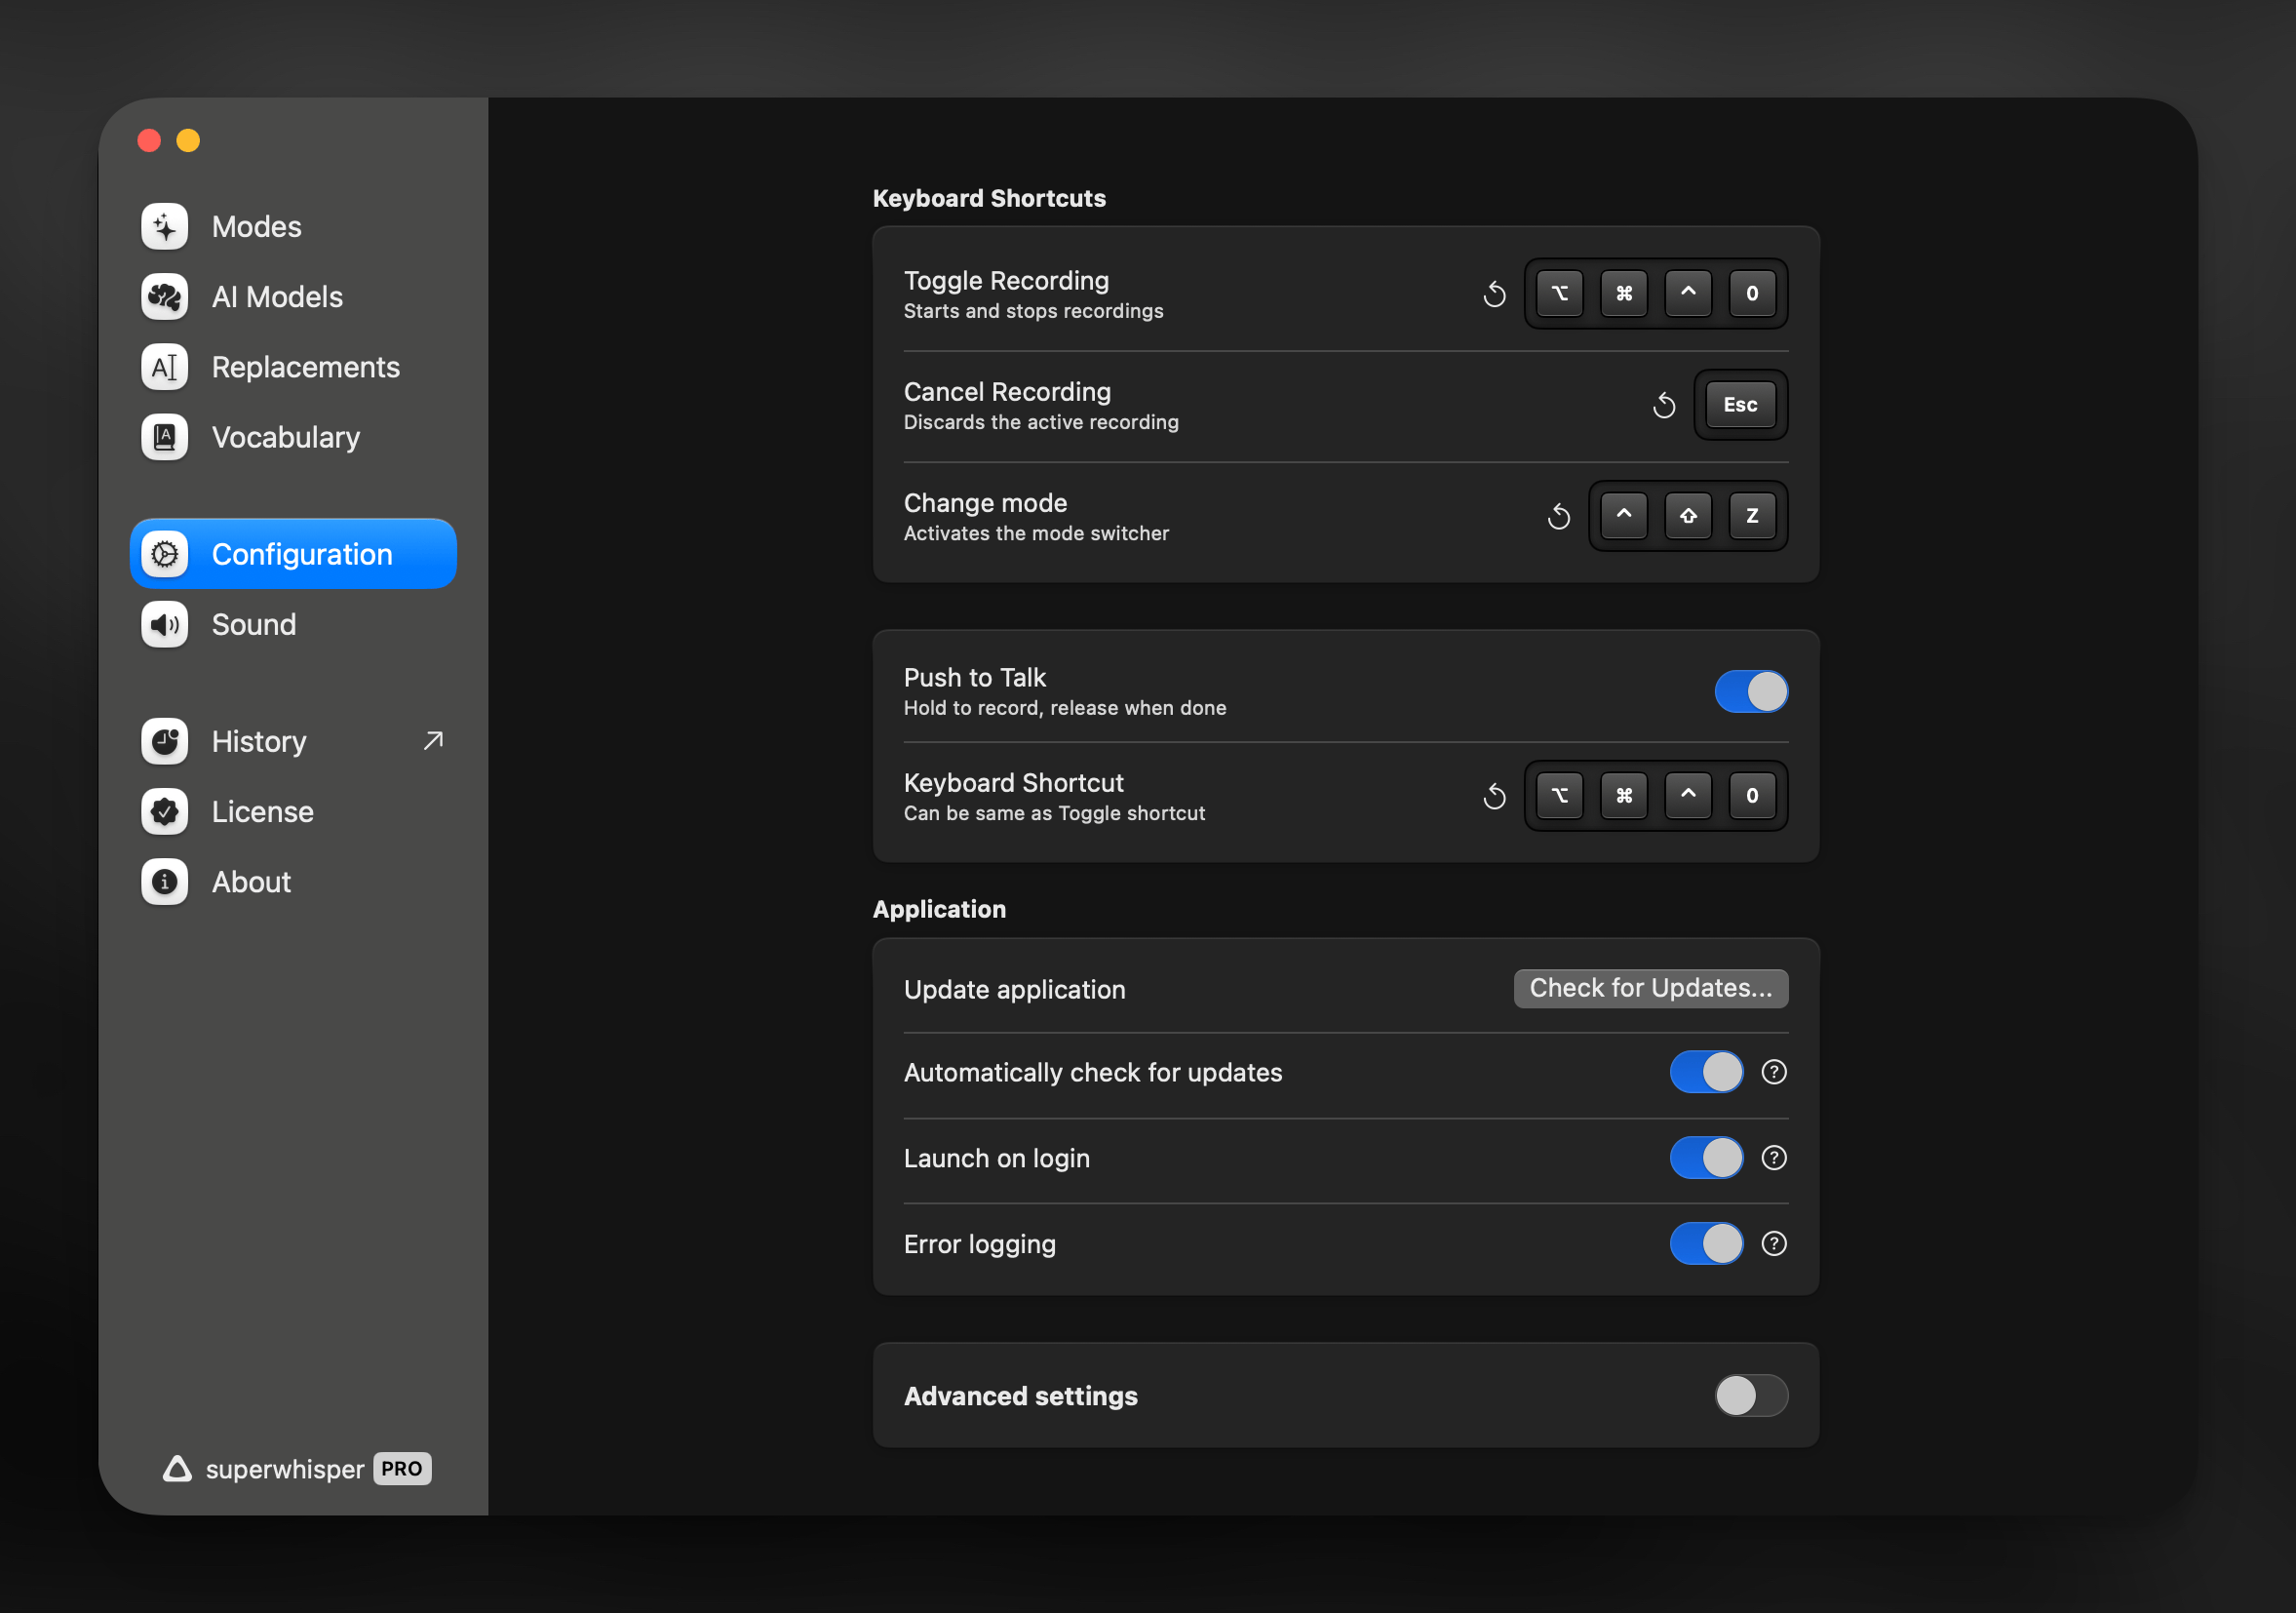 Modes
AI Models
Replacements
Vocabulary
Configuration
Sound
History
License
About
superwhisper PRO
Keyboard Shortcuts
Toggle Recording
Starts and stops recordings
⌥ ⌘ ^ 0
Cancel Recording
Discards the active recording
Esc
Change mode
Activates the mode switcher
^ ⇧ Z
Push to Talk
Hold to record, release when done
Keyboard Shortcut
Can be same as Toggle shortcut
⌥ ⌘ ^ 0
Application
Update application
Check for Updates...
Automatically check for updates
Launch on login
Error logging
Advanced settings